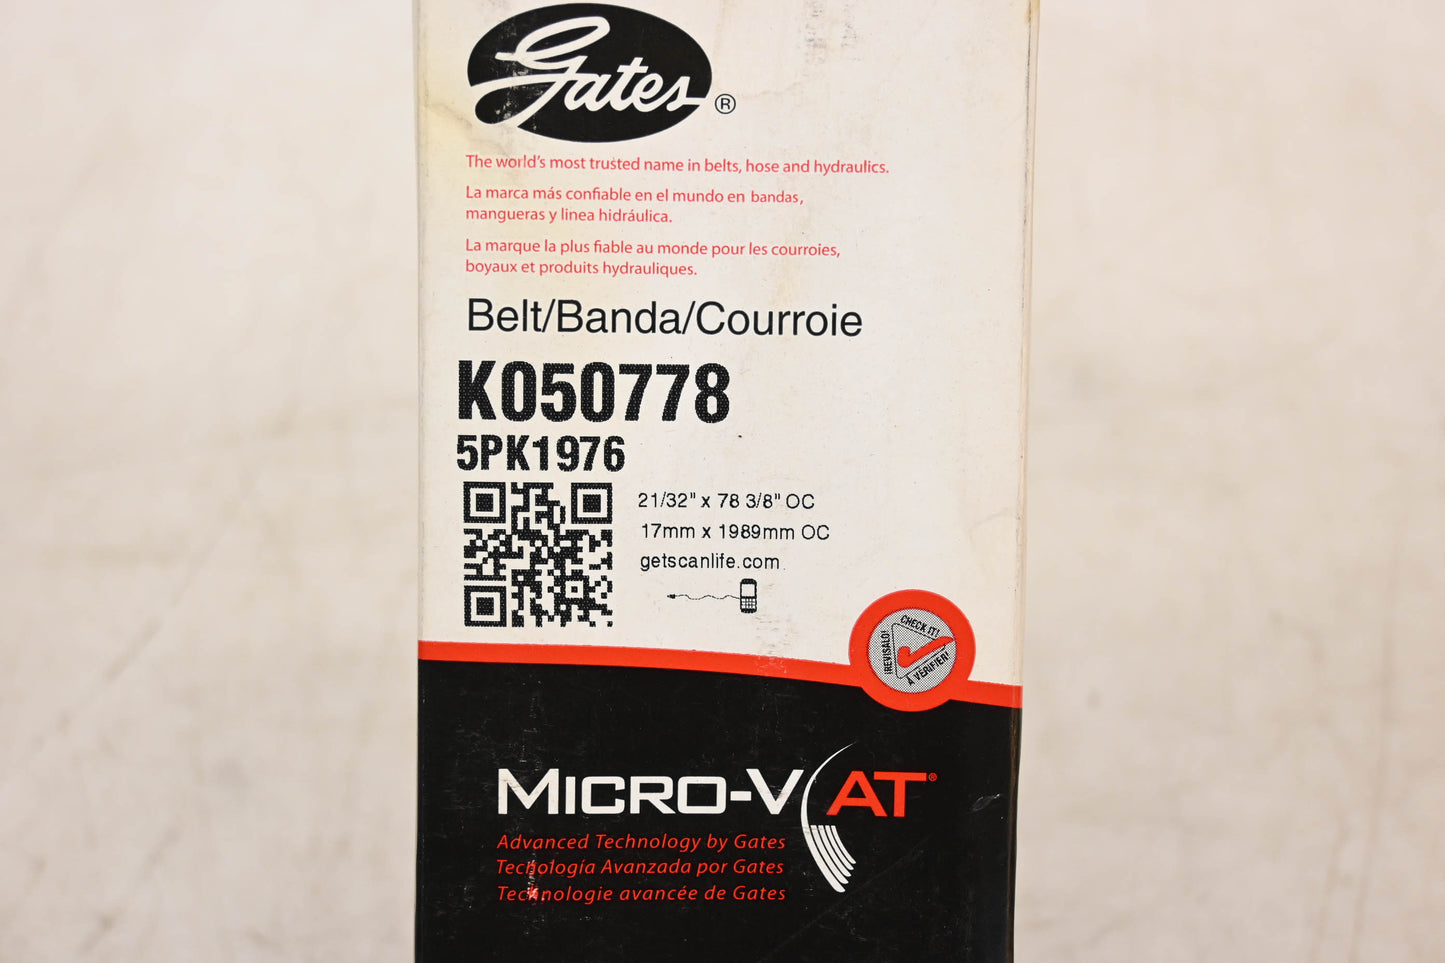 Gates®
The world's most trusted name in belts, hose and hydraulics.
La marca más confiable en el mundo en bandas,
mangueras y linea hidráulica.
La marque la plus fiable au monde pour les courroies,
boyaux et produits hydrauliques.
Belt/Banda/Courroie
K050778
5PK1976
21/32" x 78 3/8" OC
17mm x 1989mm OC
getscanlife.com
CHECK IT!
¡REVISALO!
À VÉRIFIER!
MICRO-V AT®
Advanced Technology by Gates
Tecnología Avanzada por Gates
Technologie avancée de Gates